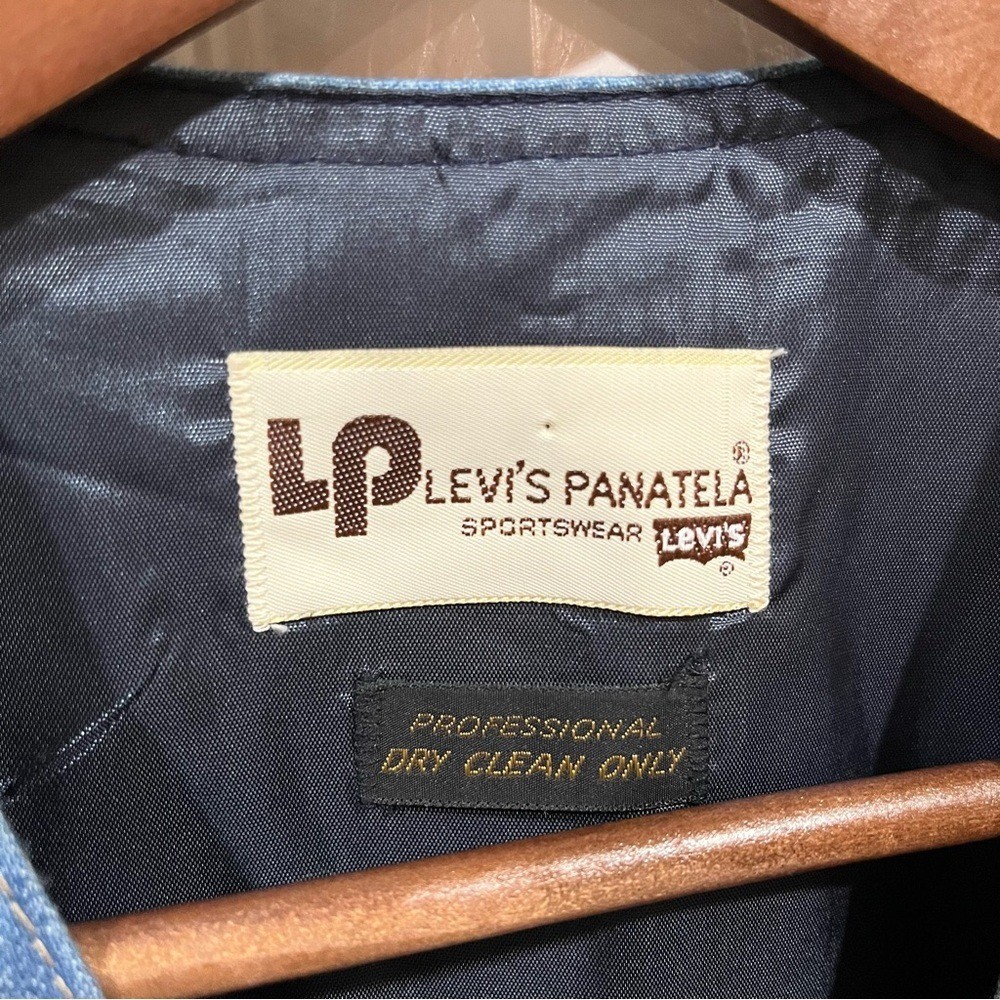 LP LEVI'S PANATELA®
SPORTSWEAR LEVI'S®
PROFESSIONAL
DRY CLEAN ONLY